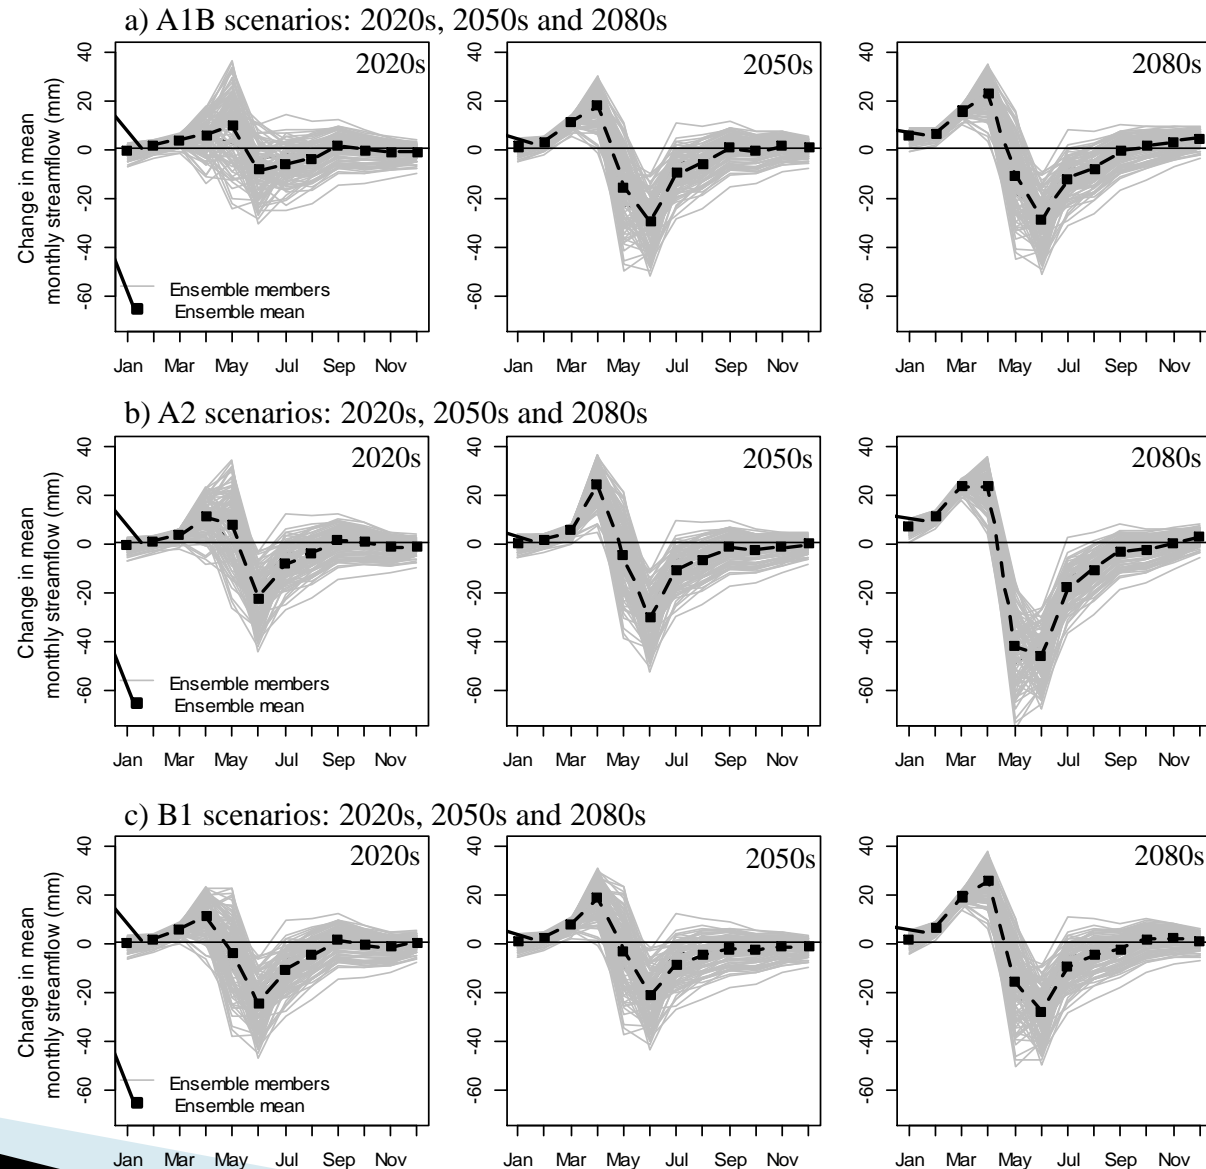 a) A1B scenarios: 2020s, 2050s and 2080s
2020s
2050s
2080s
Change in mean
monthly streamflow (mm)
40
20
0
-20
-40
-60
Ensemble members
Ensemble mean
Jan Mar May Jul Sep Nov
40
20
0
-20
-40
-60
Jan Mar May Jul Sep Nov
40
20
0
-20
-40
-60
Jan Mar May Jul Sep Nov
b) A2 scenarios: 2020s, 2050s and 2080s
2020s
2050s
2080s
Change in mean
monthly streamflow (mm)
40
20
0
-20
-40
-60
Ensemble members
Ensemble mean
Jan Mar May Jul Sep Nov
40
20
0
-20
-40
-60
Jan Mar May Jul Sep Nov
40
20
0
-20
-40
-60
Jan Mar May Jul Sep Nov
c) B1 scenarios: 2020s, 2050s and 2080s
2020s
2050s
2080s
Change in mean
monthly streamflow (mm)
40
20
0
-20
-40
-60
Ensemble members
Ensemble mean
Jan Mar May Jul Sep Nov
40
20
0
-20
-40
-60
Jan Mar May Jul Sep Nov
40
20
0
-20
-40
-60
Jan Mar May Jul Sep Nov